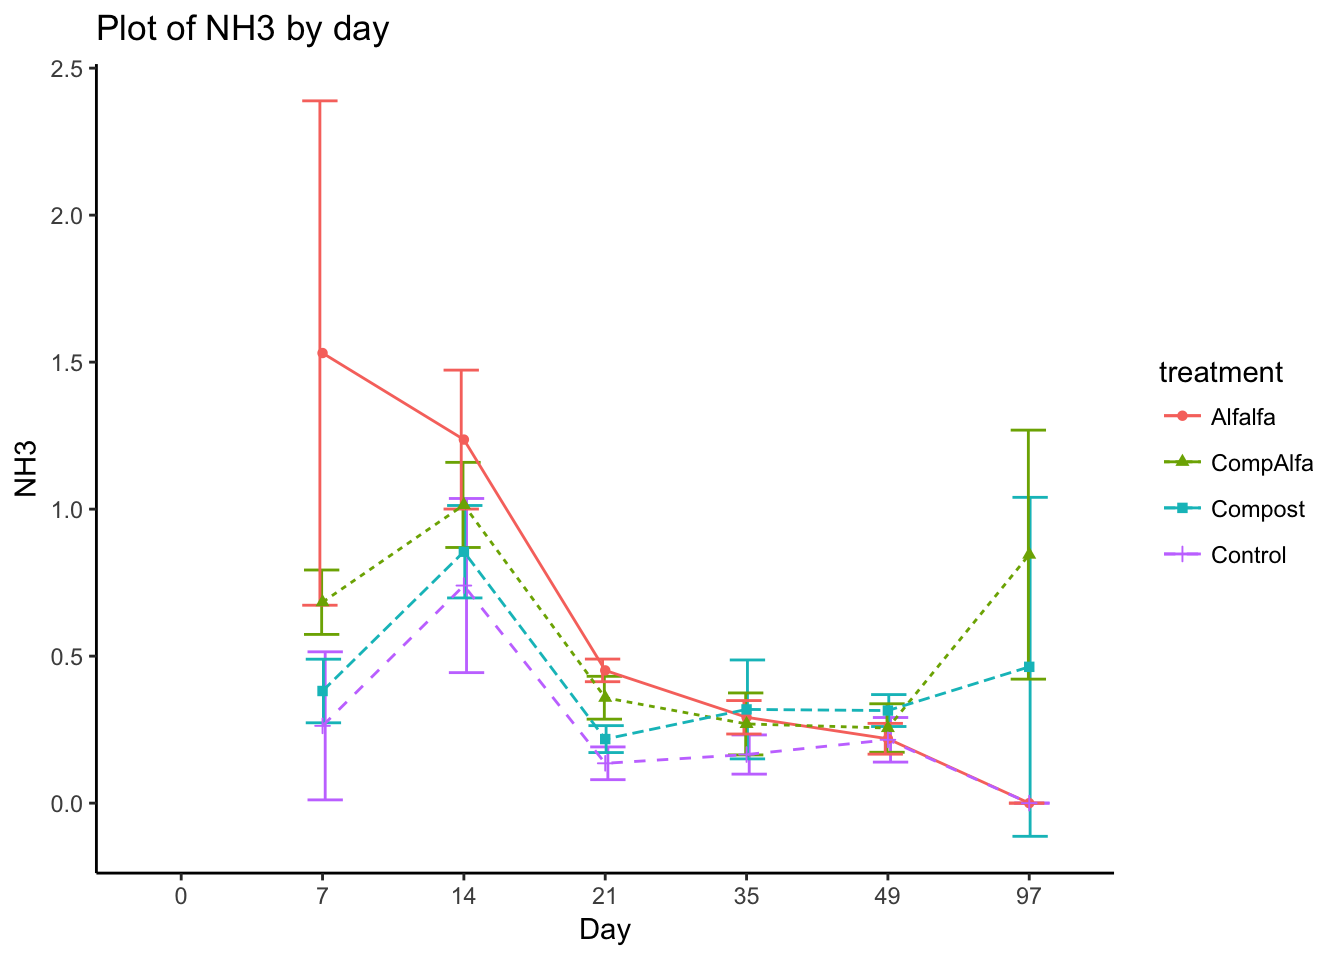 Plot of NH3 by day
2.5
2.0
1.5
1.0
0.5
0.0
NH3
0 7 14 21 35 49 97
Day
treatment
Alfalfa
CompAlfa
Compost
Control